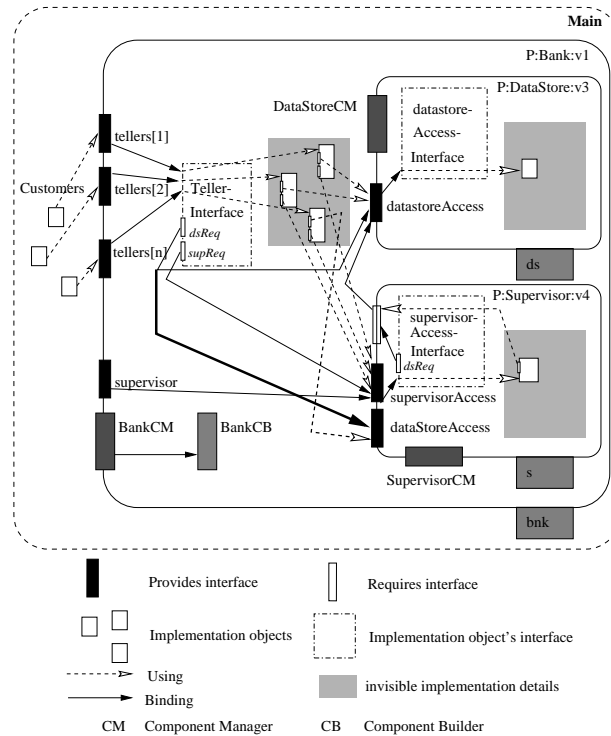 Main
P:Bank:v1
DataStoreCM
P:DataStore:v3
datastore-
Access-
Interface
tellers[1]
Customers
tellers[2]
Teller-
Interface
dsReq
supReq
datastoreAccess
tellers[n]
ds
P:Supervisor:v4
supervisor-
Access-
Interface
dsReq
supervisor
supervisorAccess
BankCM
BankCB
dataStoreAccess
SupervisorCM
s
bnk
Provides interface
Requires interface
Implementation objects
Implementation object's interface
Using
Binding
invisible implementation details
CM Component Manager
CB Component Builder